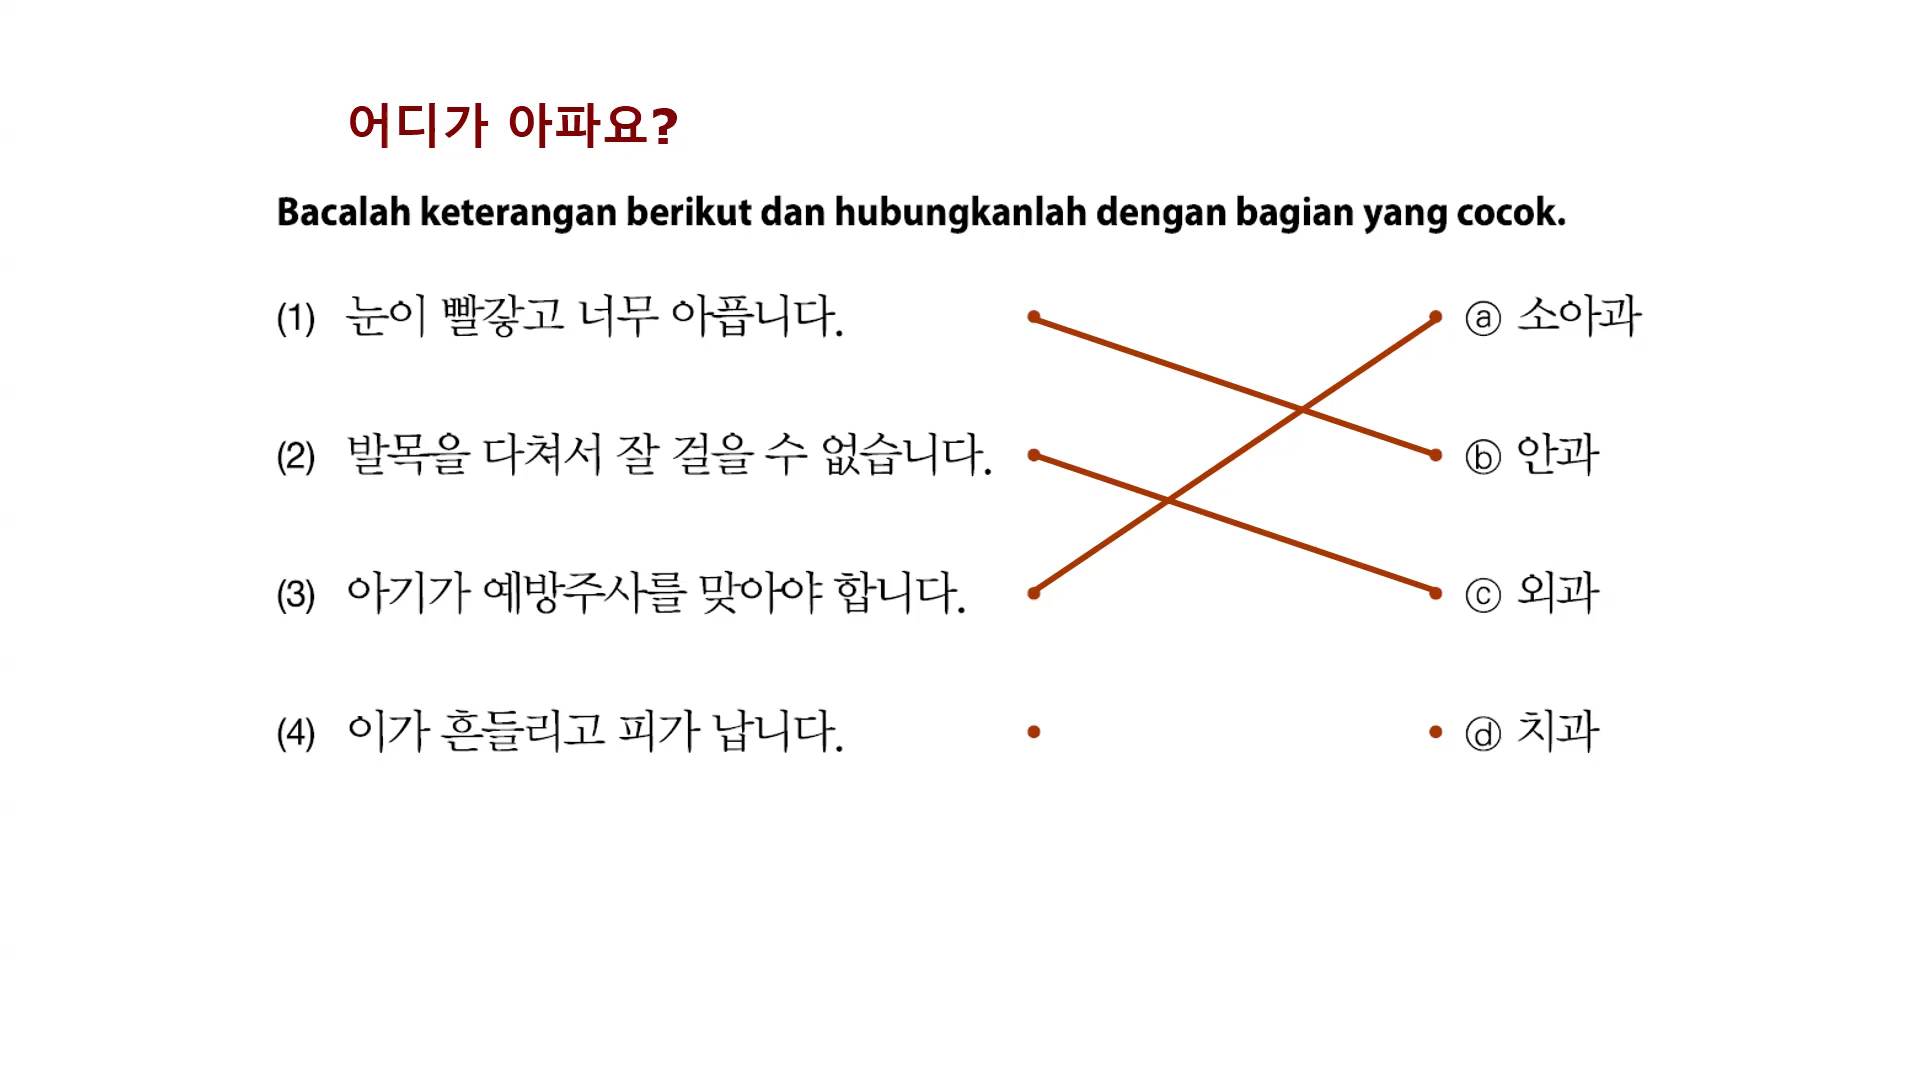 어디가 아파요?
Bacalah keterangan berikut dan hubungkanlah dengan bagian yang cocok.
(1) 눈이 빨갛고 너무 아픕니다. ⓐ 소아과
(2) 발목을 다쳐서 잘 걸을 수 없습니다. ⓑ 안과
(3) 아기가 예방주사를 맞아야 합니다. ⓒ 외과
(4) 이가 흔들리고 피가 납니다. ⓓ 치과